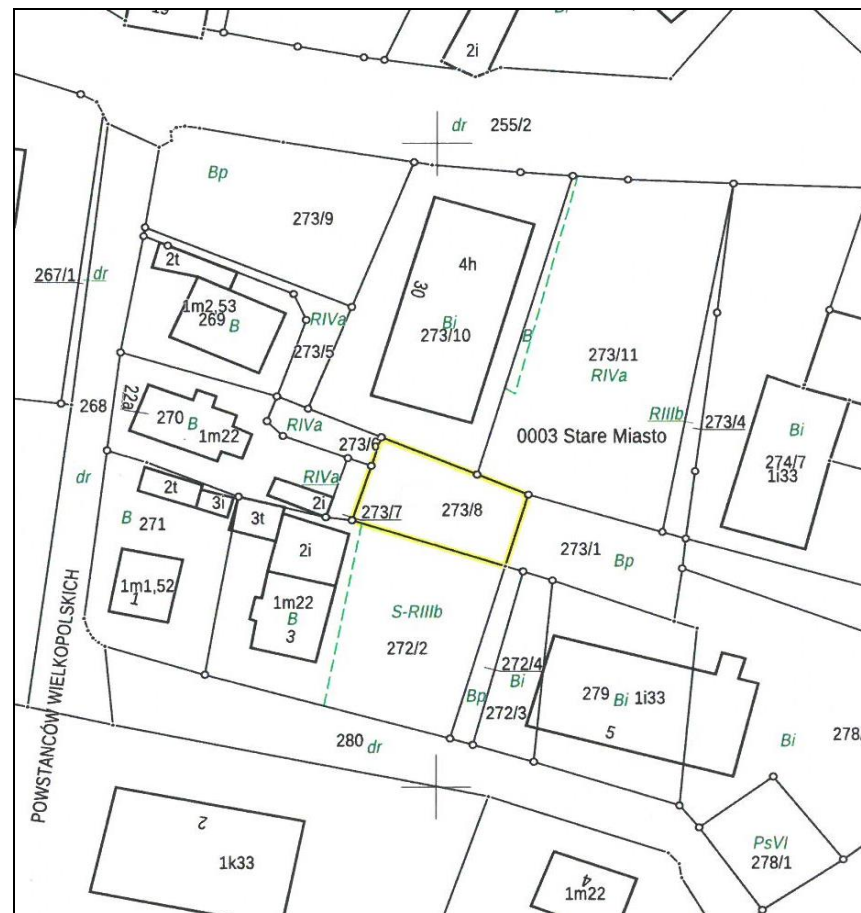 2i
dr 255/2
Bp
273/9
2t
267/1 dr
4h
30
1m2,53
269 B
RIVa
273/5
Bi
273/10
B
273/11
RIVa
RIIIb
273/4
22a
268
270 B
1m22
RIVa
273/6
0003 Stare Miasto
Bi
274/7
1i33
dr
RIVa
2t
3i
3t
2i
273/7
273/8
B 271
2i
273/1
Bp
1m1,52
1
1m22
B
3
S-RIIIb
272/2
272/4
Bi
Bp
272/3
279 Bi 1i33
5
Bi
278/
280 dr
POWSTAŃCÓW WIELKOPOLSKICH
2
1k33
PsVI
278/1
4
1m22